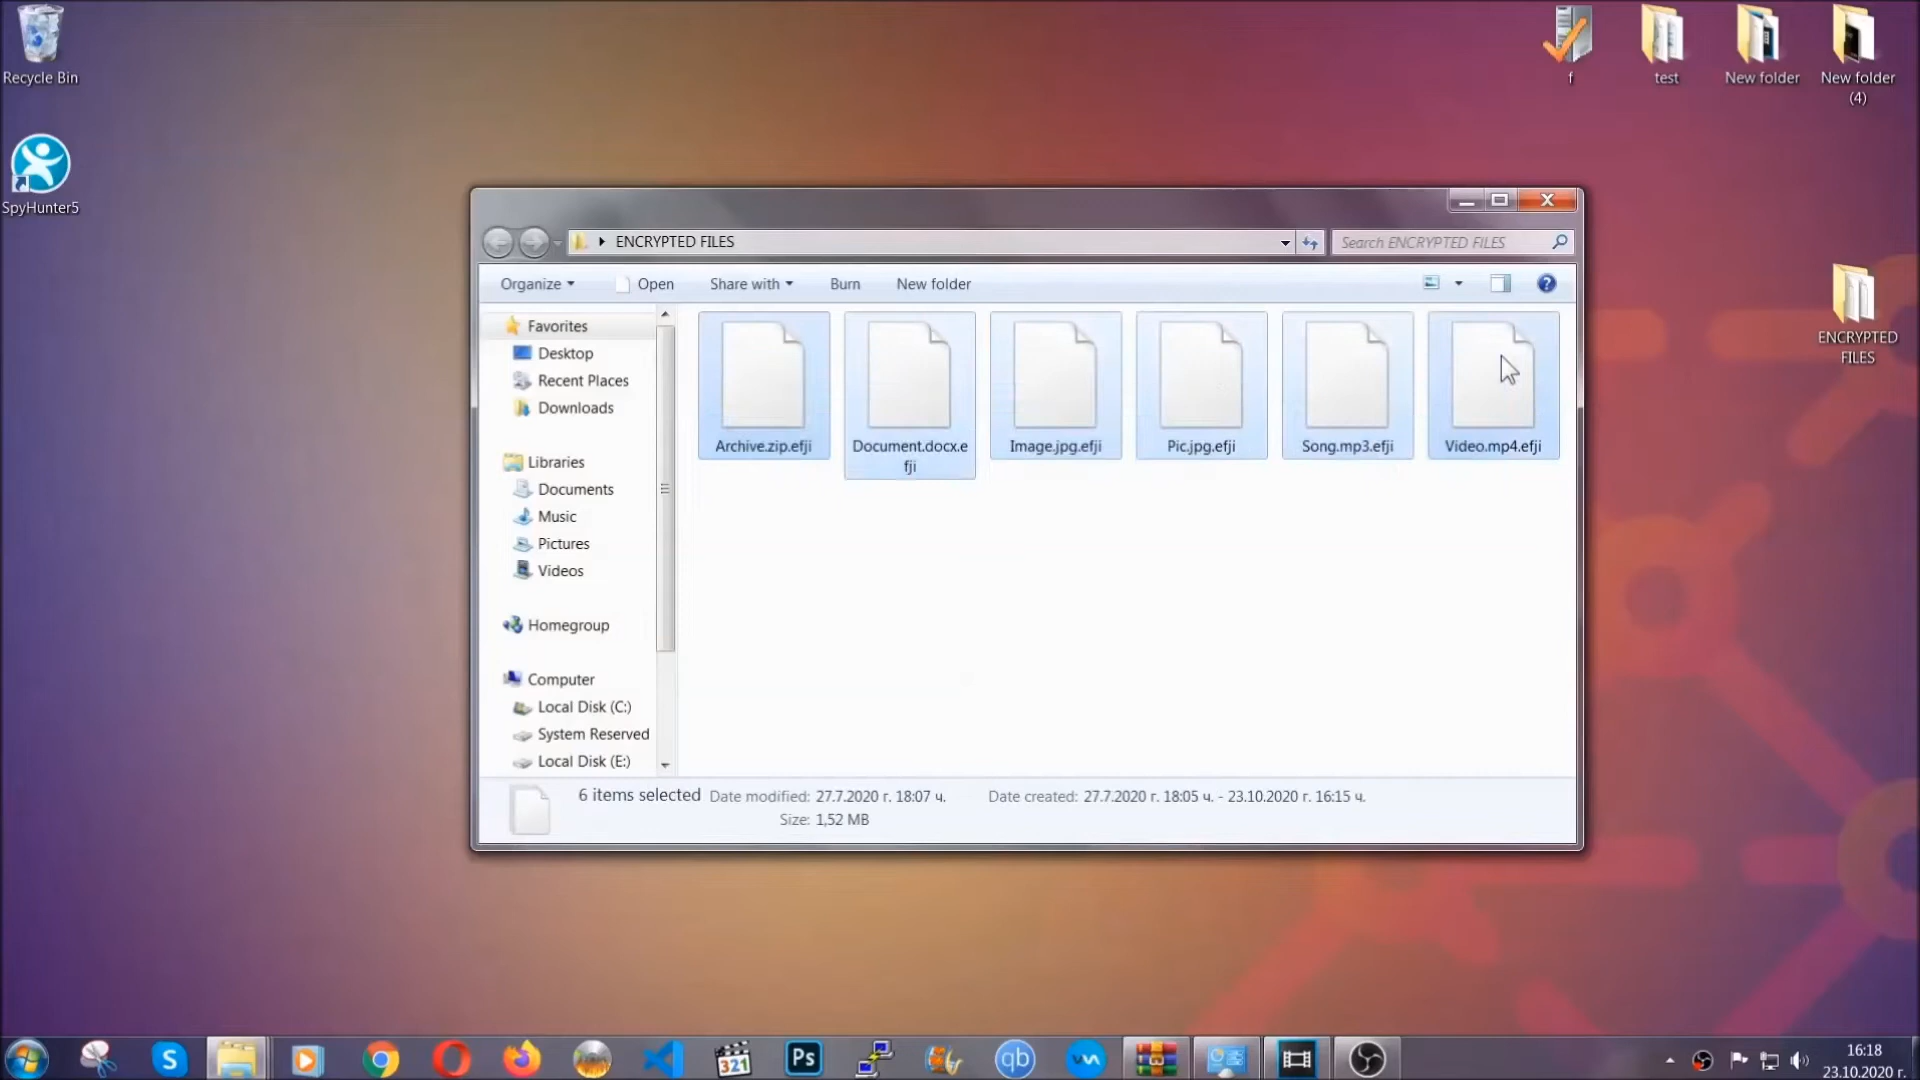 Recycle Bin
SpyHunter5
f
test
New folder
New folder
(4)
ENCRYPTED
FILES
ENCRYPTED FILES
Search ENCRYPTED FILES
Organize
Open
Share with
Burn
New folder
Favorites
Desktop
Recent Places
Downloads
Libraries
Documents
Music
Pictures
Videos
Homegroup
Computer
Local Disk (C:)
System Reserved
Local Disk (E:)
Archive.zip.efji
Document.docx.e
fji
Image.jpg.efji
Pic.jpg.efji
Song.mp3.efji
Video.mp4.efji
6 items selected
Date modified: 27.7.2020 г. 18:07 ч.
Date created: 27.7.2020 г. 18:05 ч. - 23.10.2020 г. 16:15 ч.
Size: 1,52 MB
S
321
Ps
qb
16:18
23.10.2020 г.